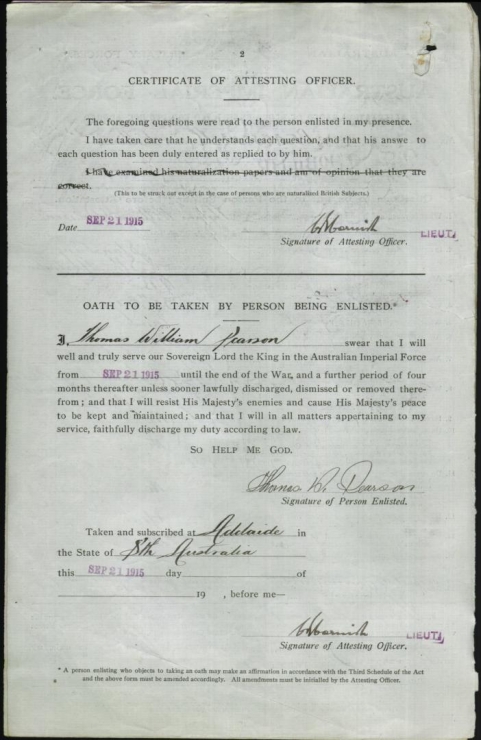 2
CERTIFICATE OF ATTESTING OFFICER.
The foregoing questions were read to the person enlisted in my presence.
I have taken care that he understands each question, and that his answe to
each question has been duly entered as replied to by him.
I have examined his naturalization papers and am of opinion that they are
correct.
(This to be struck out except in the case of persons who are naturalized British Subjects.)
Date SEP 21 1915
LIEUT.
Signature of Attesting Officer.
OATH TO BE TAKEN BY PERSON BEING ENLISTED.*
I, Thomas William Pearson swear that I will
well and truly serve our Sovereign Lord the King in the Australian Imperial Force
from SEP 21 1915 until the end of the War, and a further period of four
months thereafter unless sooner lawfully discharged, dismissed or removed there-
from; and that I will resist His Majesty's enemies and cause His Majesty's peace
to be kept and maintained; and that I will in all matters appertaining to my
service, faithfully discharge my duty according to law.
SO HELP ME GOD.
Thomas W. Pearson
Signature of Person Enlisted.
Taken and subscribed at Adelaide in
the State of Sth Australia
this SEP 21 1915 day of
19 , before me—
LIEUT.
Signature of Attesting Officer.
* A person enlisting who objects to taking an oath may make an affirmation in accordance with the Third Schedule of the Act
and the above form must be amended accordingly. All amendments must be initialled by the Attesting Officer.